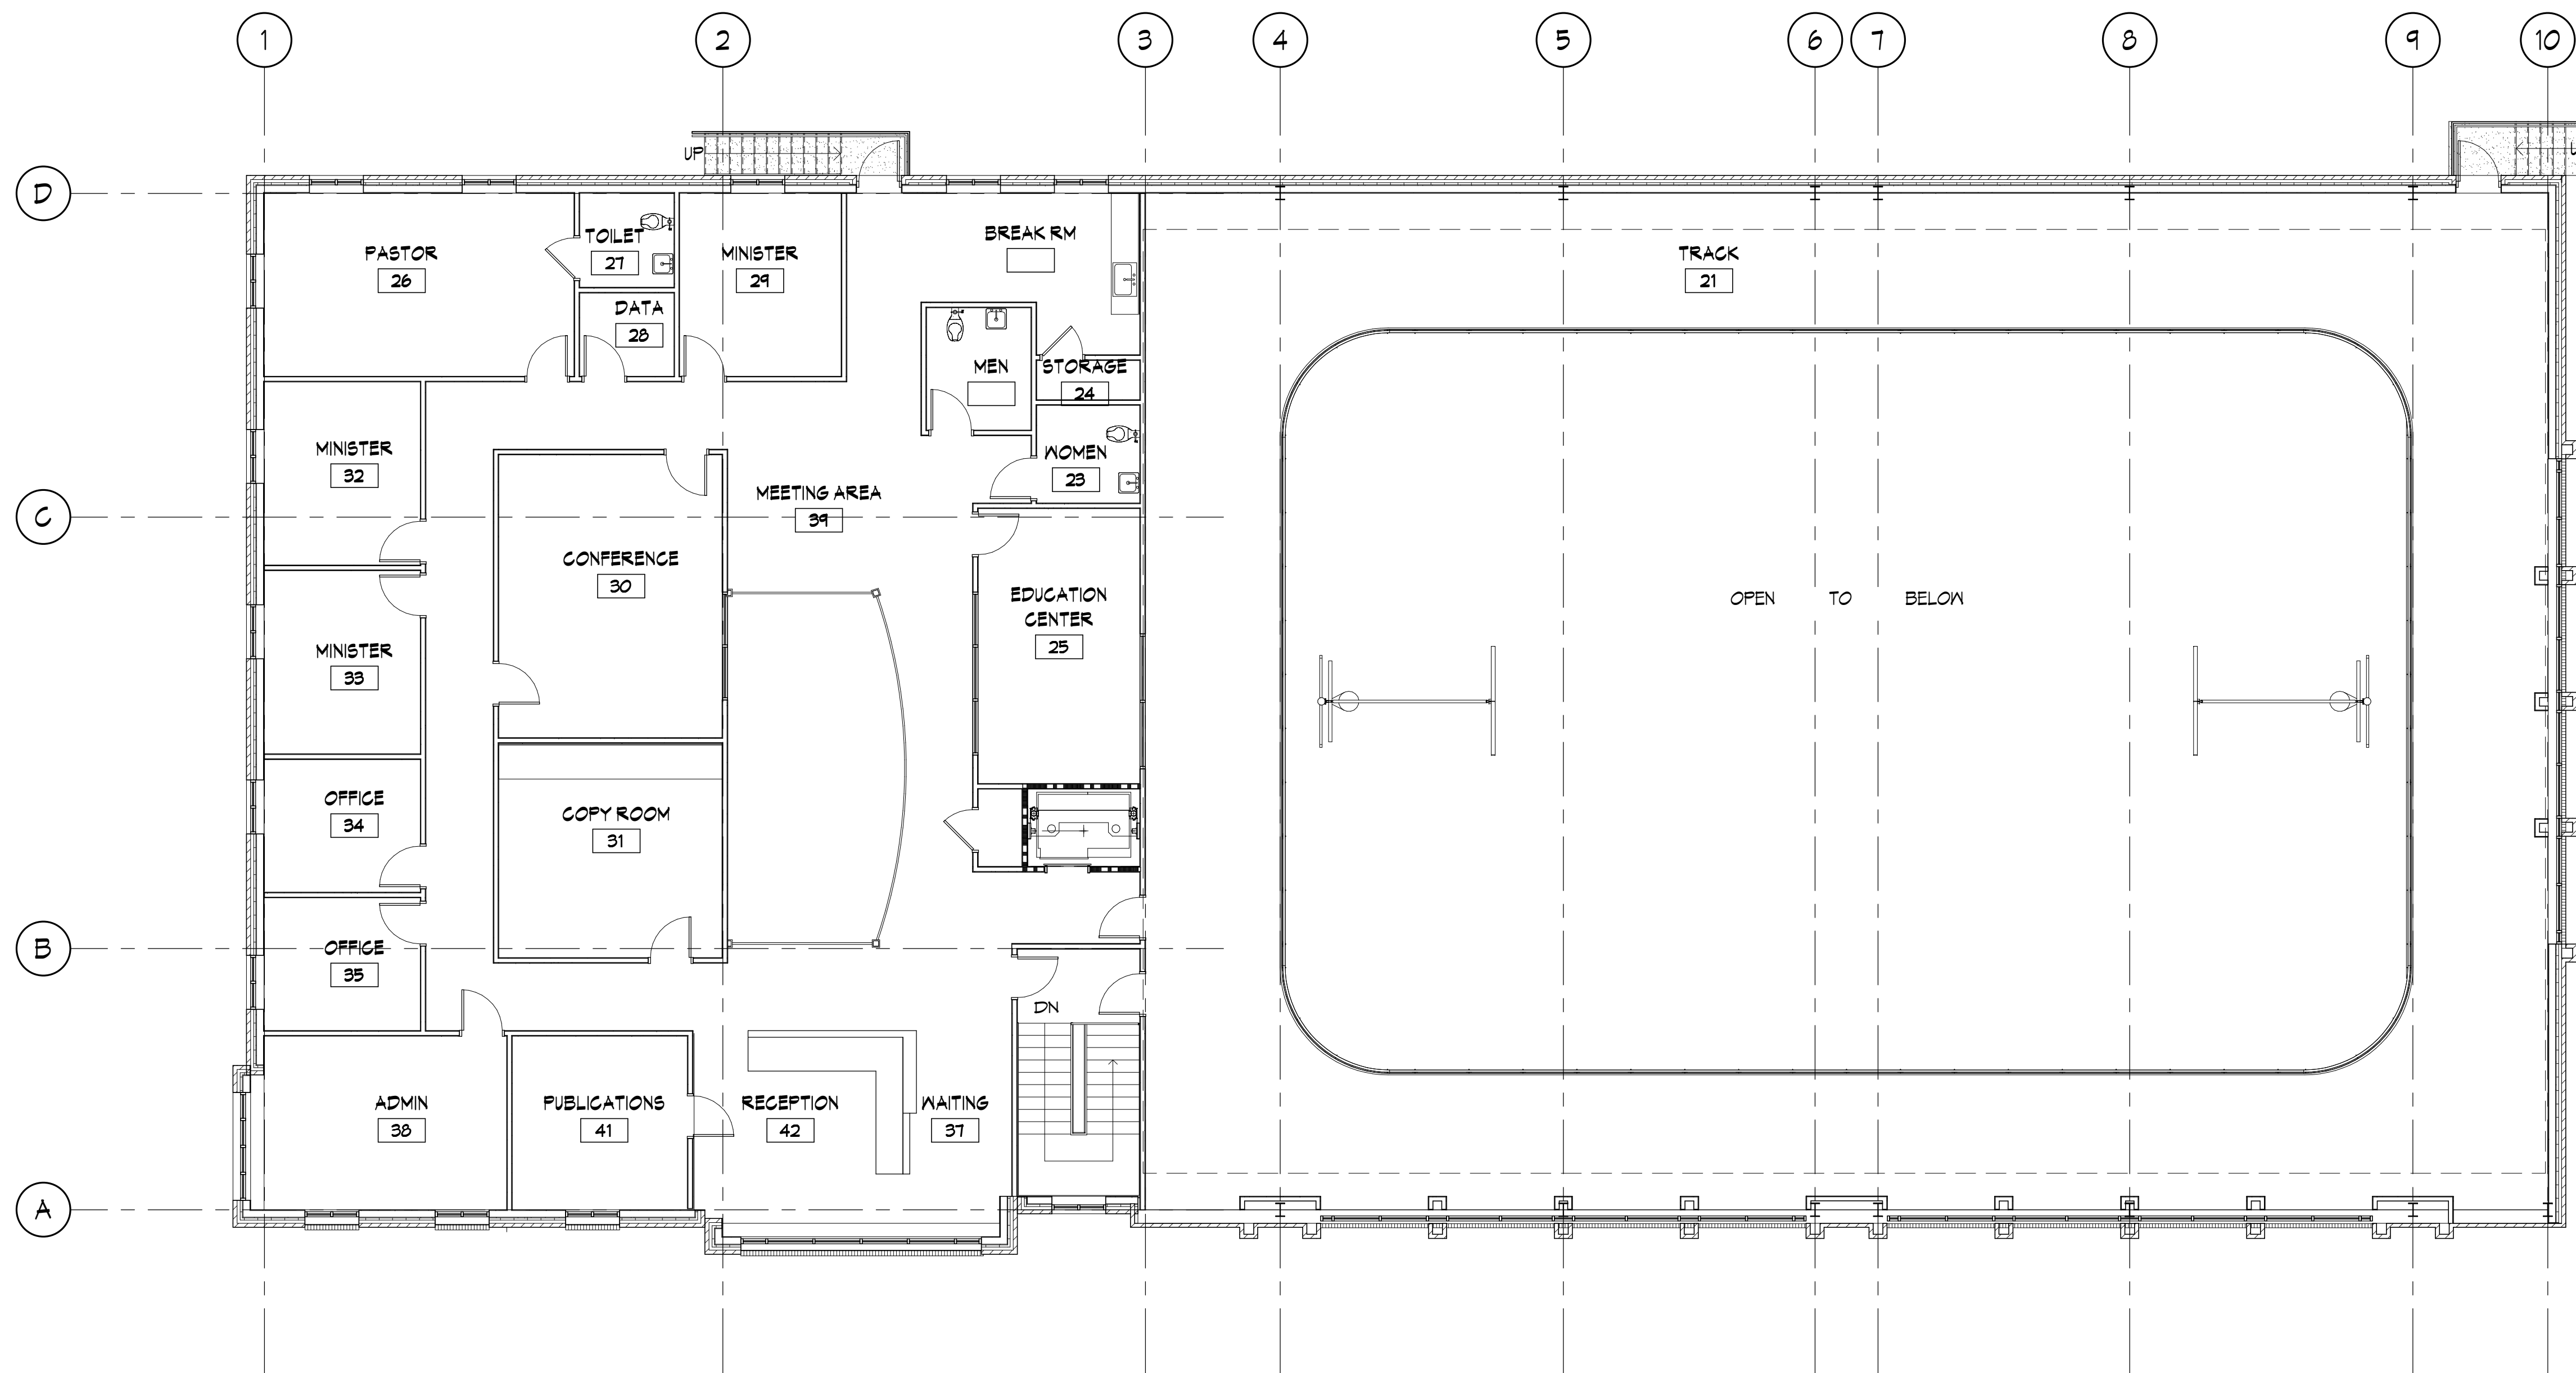 1
2
3
4
5
6
7
8
9
10
UP
D
TOILET
27
BREAK RM
PASTOR
26
MINISTER
29
TRACK
21
DATA
28
MEN
STORAGE
24
MINISTER
32
WOMEN
23
MEETING AREA
39
C
CONFERENCE
30
EDUCATION
CENTER
25
OPEN TO BELOW
MINISTER
33
OFFICE
34
COPY ROOM
31
B
OFFICE
35
DN
ADMIN
38
PUBLICATIONS
41
RECEPTION
42
WAITING
37
A